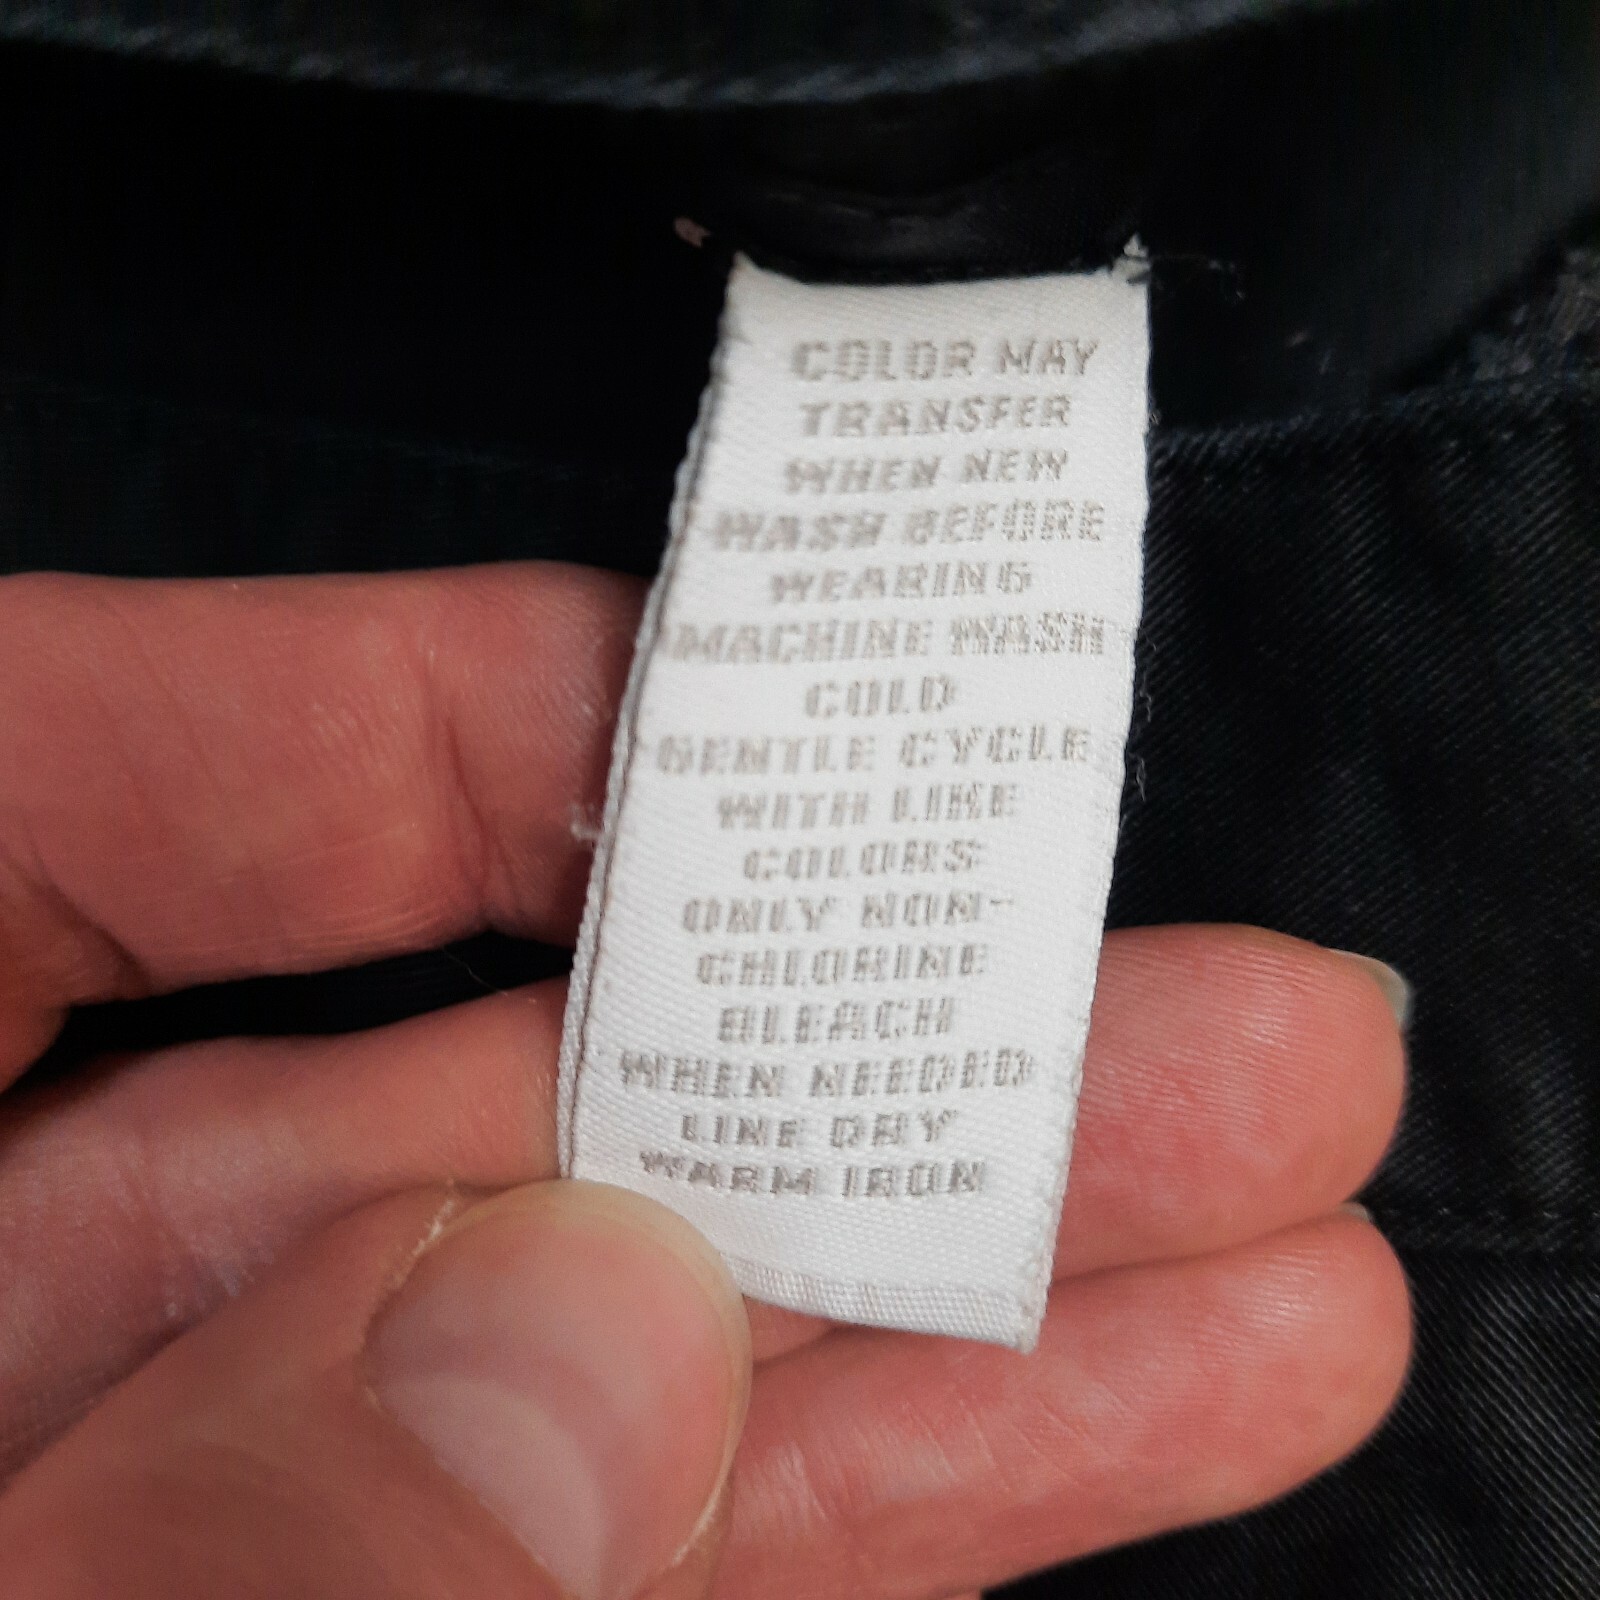 COLOR MAY
TRANSFER
WHEN NEW
WASH BEFORE
WEARING
MACHINE WASH
COLD
GENTLE CYCLE
WITH LIKE
COLORS
ONLY NON-
CHLORINE
BLEACH
WHEN NEEDED
LINE DRY
WARM IRON